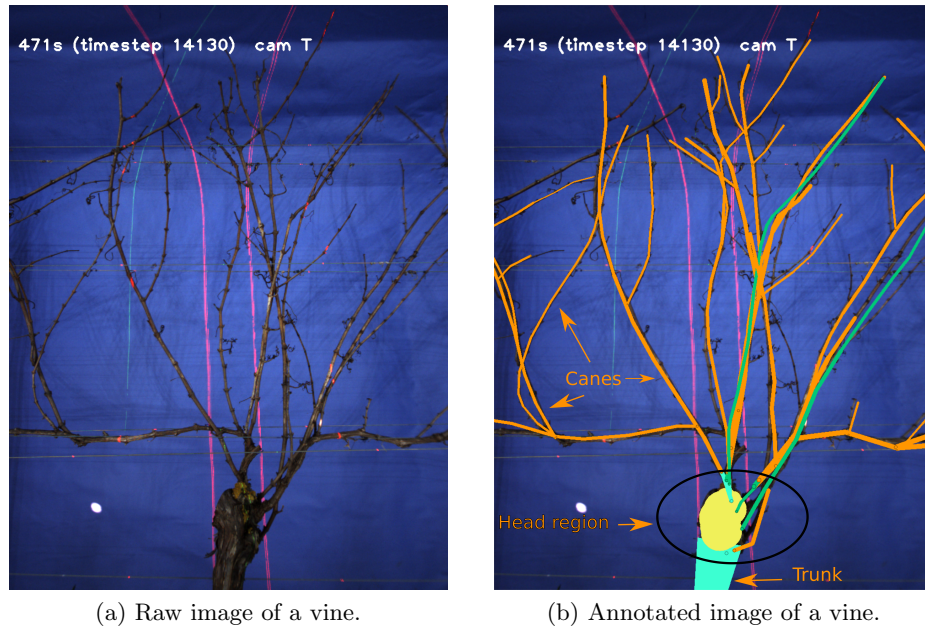 471s (timestep 14130) cam T
471s (timestep 14130) cam T
Canes
Head region
Trunk
(a) Raw image of a vine.
(b) Annotated image of a vine.